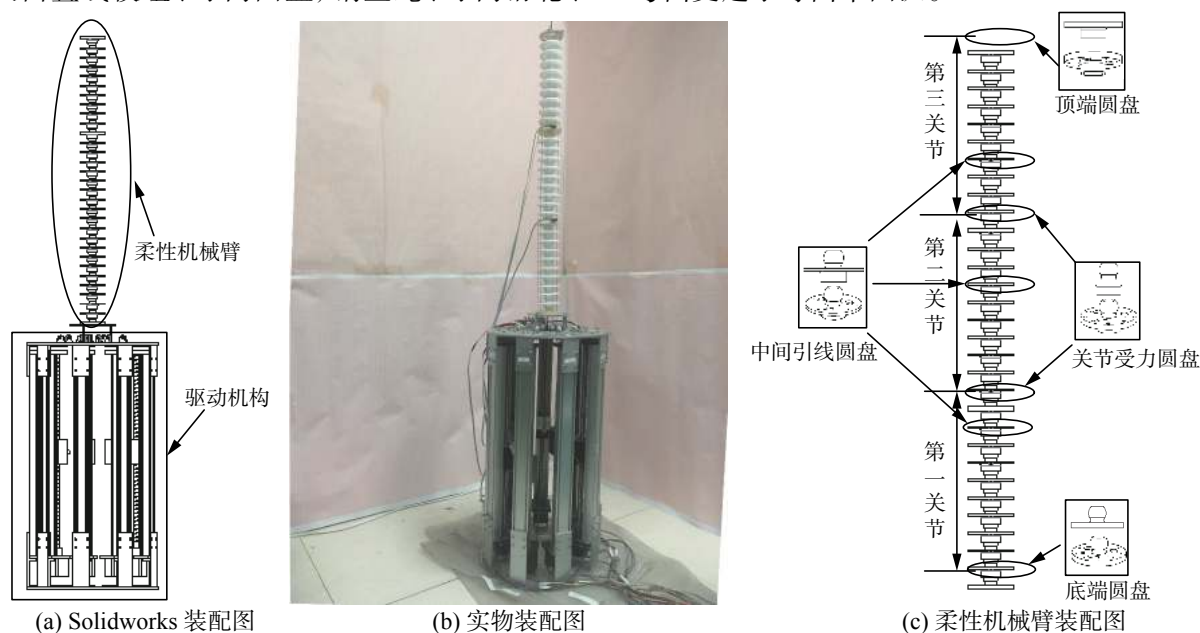 第三关节
顶端圆盘
柔性机械臂
第二关节
中间引线圆盘
关节受力圆盘
驱动机构
第一关节
底端圆盘
(a) Solidworks 装配图
(b) 实物装配图
(c) 柔性机械臂装配图